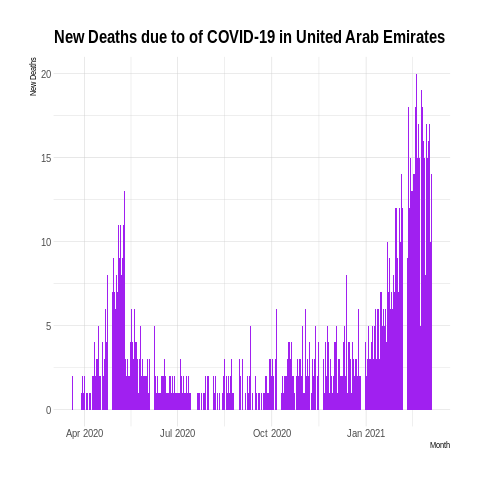 New Deaths due to of COVID-19 in United Arab Emirates
New Deaths
20
15
10
5
0
Apr 2020 Jul 2020 Oct 2020 Jan 2021
Month